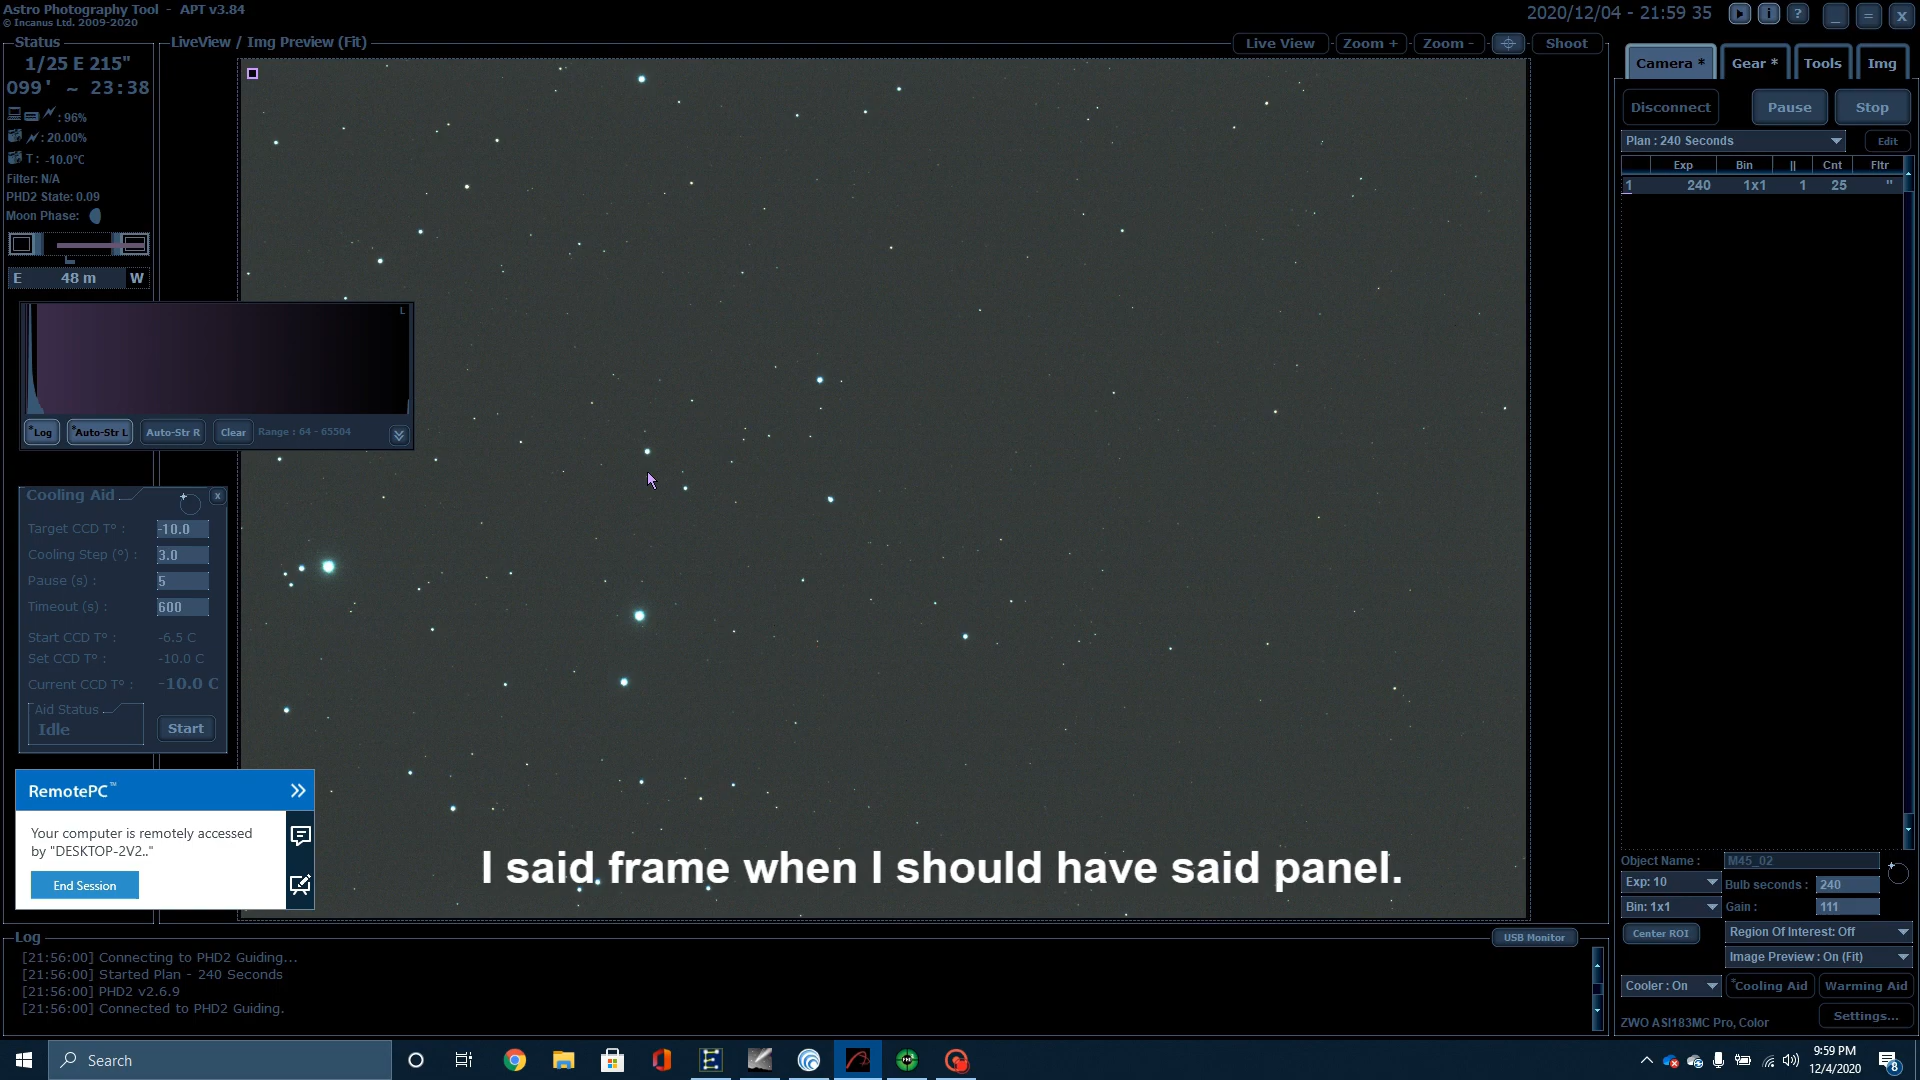 Astro Photography Tool - APT v3.84
© Incanus Ltd. 2009-2020
2020/12/04 - 21:59 35
i
?
X
Status
1/25 E 215"
099' ~ 23:38
: 96%
: 20.00%
T : -10.0°C
Filter: N/A
PHD2 State: 0.09
Moon Phase:
E 48 m W
LiveView / Img Preview (Fit)
Live View
Zoom +
Zoom -
Shoot
L
*Log
*Auto-Str L
Auto-Str R
Clear
Range : 64 - 65504
Cooling Aid
x
Target CCD T° : -10.0
Cooling Step (°) : 3.0
Pause (s) : 5
Timeout (s) : 600
Start CCD T° : -6.5 C
Set CCD T° : -10.0 C
Current CCD T° : -10.0 C
Aid Status
Idle
Start
RemotePC™
Your computer is remotely accessed
by "DESKTOP-2V2.."
End Session
I said frame when I should have said panel.
Camera *
Gear *
Tools
Img
Disconnect
Pause
Stop
Plan : 240 Seconds
Edit
Exp Bin || Cnt Fltr
1 240 1x1 1 25 "
Object Name : M45_02
Exp: 10
Bulb seconds : 240
Bin: 1x1
Gain : 111
Center ROI
Region Of Interest: Off
Image Preview : On (Fit)
Cooler : On
*Cooling Aid
Warming Aid
ZWO ASI183MC Pro, Color
Settings...
Log
USB Monitor
[21:56:00] Connecting to PHD2 Guiding...
[21:56:00] Started Plan - 240 Seconds
[21:56:00] PHD2 v2.6.9
[21:56:00] Connected to PHD2 Guiding.
Search
9:59 PM
12/4/2020
8